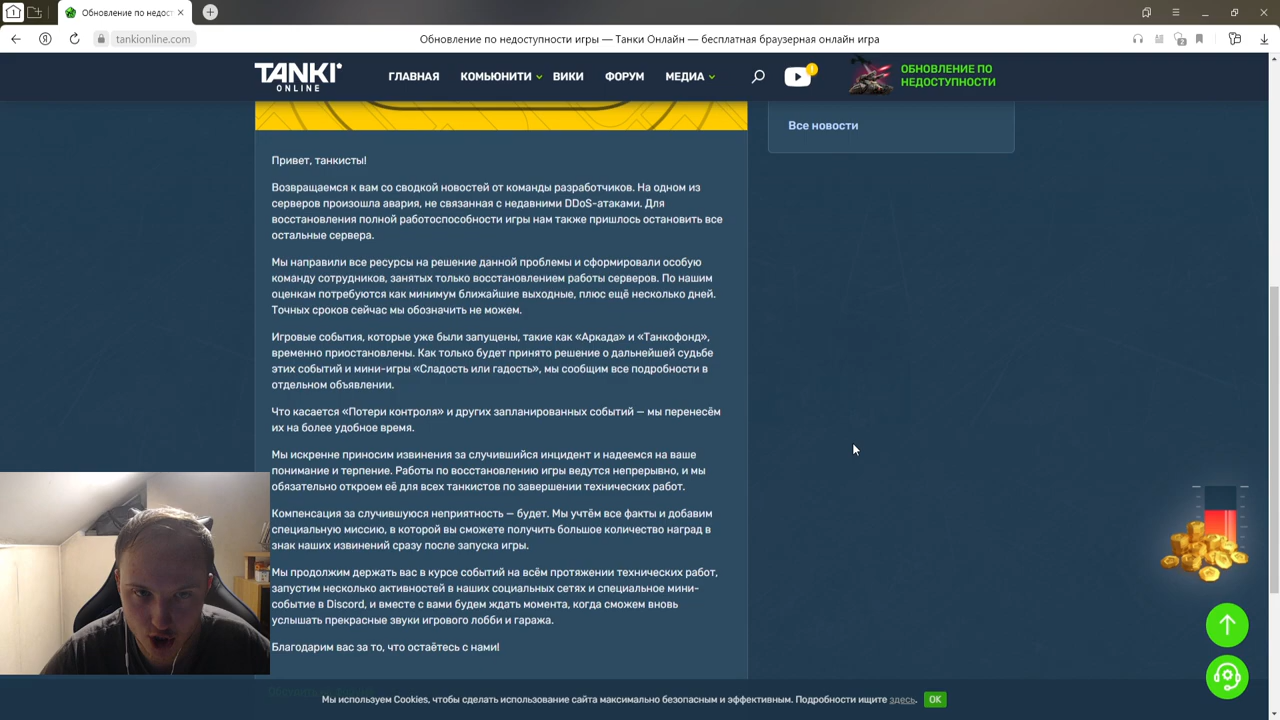 Обновление по недост
tankionline.com
Обновление по недоступности игры — Танки Онлайн — бесплатная браузерная онлайн игра
2
TANKI
ONLINE
ГЛАВНАЯ
КОМЬЮНИТИ
ВИКИ
ФОРУМ
МЕДИА
!
ОБНОВЛЕНИЕ ПО
НЕДОСТУПНОСТИ
Все новости
Привет, танкисты!
Возвращаемся к вам со сводкой новостей от команды разработчиков. На одном из
серверов произошла авария, не связанная с недавними DDoS-атаками. Для
восстановления полной работоспособности игры нам также пришлось остановить все
остальные сервера.
Мы направили все ресурсы на решение данной проблемы и сформировали особую
команду сотрудников, занятых только восстановлением работы серверов. По нашим
оценкам потребуются как минимум ближайшие выходные, плюс ещё несколько дней.
Точных сроков сейчас мы обозначить не можем.
Игровые события, которые уже были запущены, такие как «Аркада» и «Танкофонд»,
временно приостановлены. Как только будет принято решение о дальнейшей судьбе
этих событий и мини-игры «Сладость или гадость», мы сообщим все подробности в
отдельном объявлении.
Что касается «Потери контроля» и других запланированных событий — мы перенесём
их на более удобное время.
Мы искренне приносим извинения за случившийся инцидент и надеемся на ваше
понимание и терпение. Работы по восстановлению игры ведутся непрерывно, и мы
обязательно откроем её для всех танкистов по завершении технических работ.
Компенсация за случившуюся неприятность — будет. Мы учтём все факты и добавим
специальную миссию, в которой вы сможете получить большое количество наград в
знак наших извинений сразу после запуска игры.
Мы продолжим держать вас в курсе событий на всём протяжении технических работ,
запустим несколько активностей в наших социальных сетях и специальное мини-
событие в Discord, и вместе с вами будем ждать момента, когда сможем вновь
услышать прекрасные звуки игрового лобби и гаража.
Благодарим вас за то, что остаётесь с нами!
Мы используем Cookies, чтобы сделать использование сайта максимально безопасным и эффективным. Подробности ищите здесь.
OK